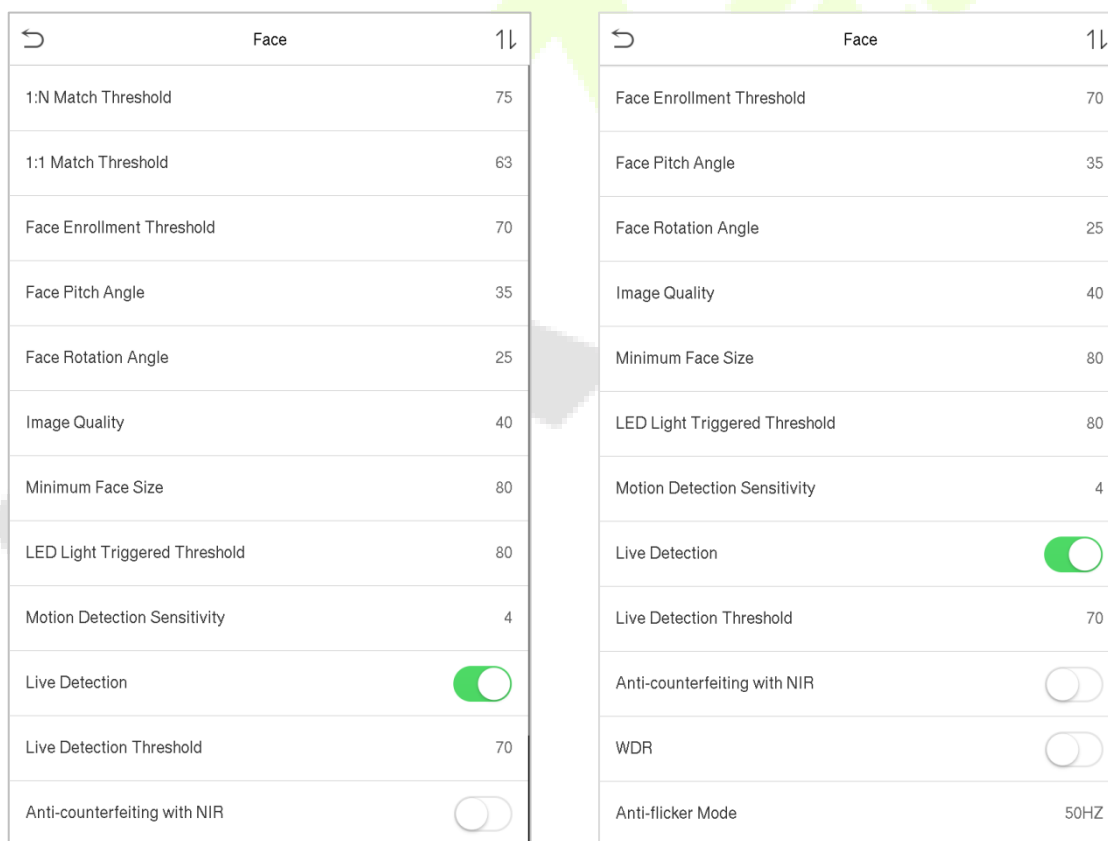 Face
1:N Match Threshold 75
1:1 Match Threshold 63
Face Enrollment Threshold 70
Face Pitch Angle 35
Face Rotation Angle 25
Image Quality 40
Minimum Face Size 80
LED Light Triggered Threshold 80
Motion Detection Sensitivity 4
Live Detection
Live Detection Threshold 70
Anti-counterfeiting with NIR
Face
Face Enrollment Threshold 70
Face Pitch Angle 35
Face Rotation Angle 25
Image Quality 40
Minimum Face Size 80
LED Light Triggered Threshold 80
Motion Detection Sensitivity 4
Live Detection
Live Detection Threshold 70
Anti-counterfeiting with NIR
WDR
Anti-flicker Mode 50HZ